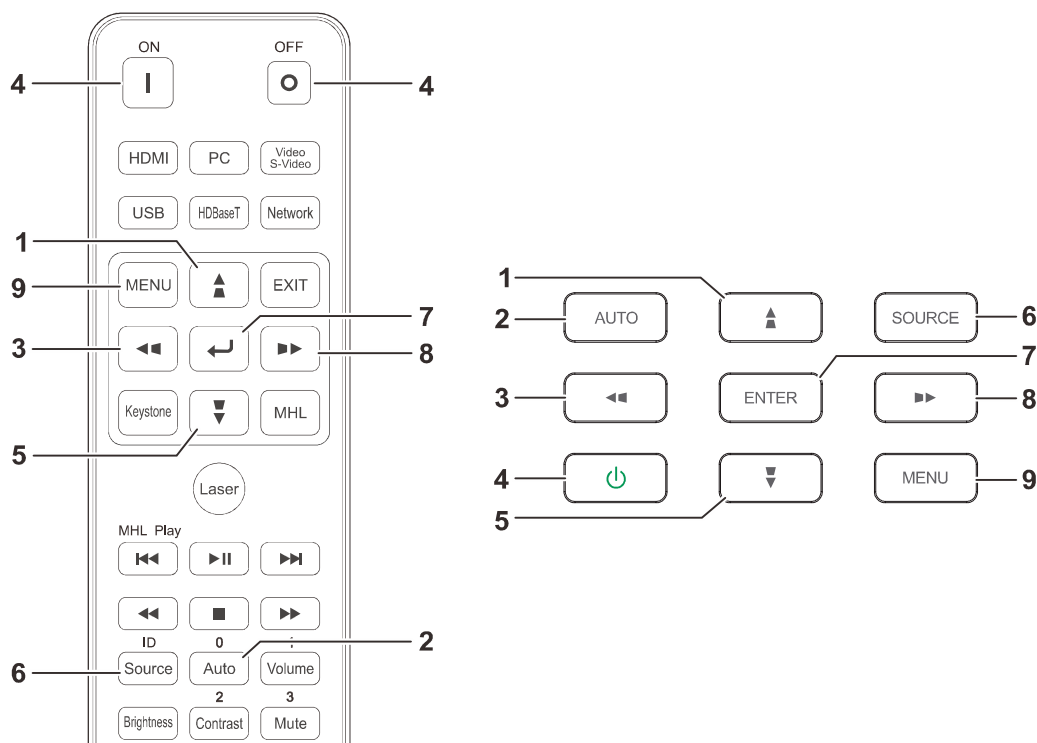 ON OFF
4 4
HDMI PC Video
S-Video
USB HDBaseT Network
1
9 MENU EXIT
7
3 8
Keystone MHL
5
Laser
MHL Play
ID 0 2
6 Source Auto Volume
2 3
Brightness Contrast Mute
1
2 AUTO SOURCE 6
7
3 ENTER 8
4 MENU 9
5